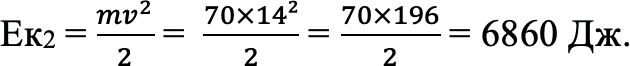 Ек₂ = mv²/2 = 70×14²/2 = 70×196/2 = 6860 Дж.